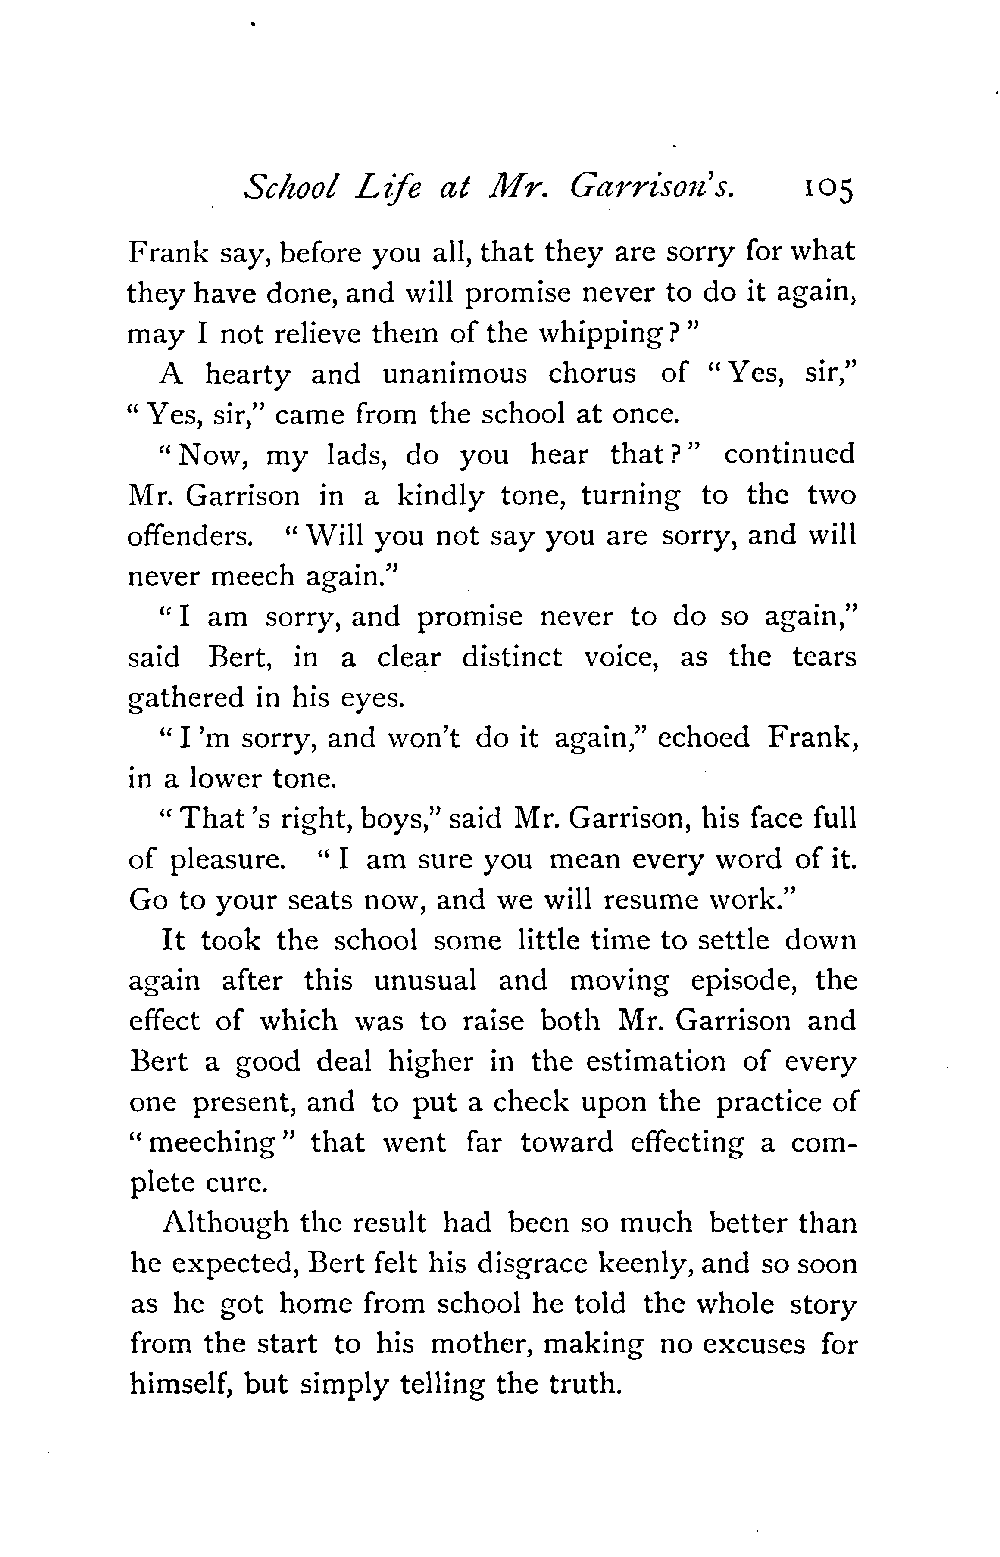 School Life at Mr. Garrison's. 105
Frank say, before you all, that they are sorry for what
they have done, and will promise never to do it again,
may I not relieve them of the whipping?"
A hearty and unanimous chorus of "Yes, sir,"
"Yes, sir," came from the school at once.
"Now, my lads, do you hear that?" continued
Mr. Garrison in a kindly tone, turning to the two
offenders. "Will you not say you are sorry, and will
never meech again."
"I am sorry, and promise never to do so again,"
said Bert, in a clear distinct voice, as the tears
gathered in his eyes.
"I'm sorry, and won't do it again," echoed Frank,
in a lower tone.
"That's right, boys," said Mr. Garrison, his face full
of pleasure. "I am sure you mean every word of it.
Go to your seats now, and we will resume work."
It took the school some little time to settle down
again after this unusual and moving episode, the
effect of which was to raise both Mr. Garrison and
Bert a good deal higher in the estimation of every
one present, and to put a check upon the practice of
"meeching" that went far toward effecting a com-
plete cure.
Although the result had been so much better than
he expected, Bert felt his disgrace keenly, and so soon
as he got home from school he told the whole story
from the start to his mother, making no excuses for
himself, but simply telling the truth.